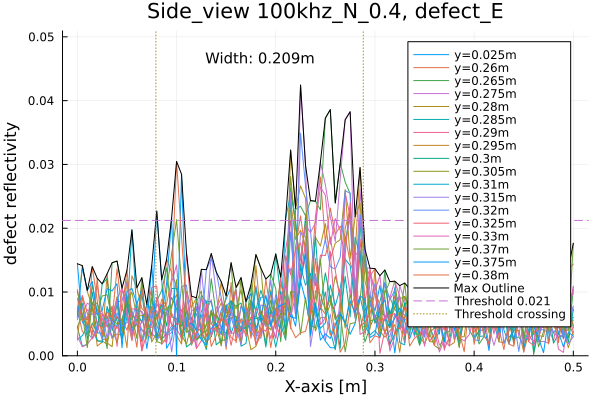 Side_view 100khz_N_0.4, defect_E
0.05
0.04
0.03
0.02
0.01
0.00
defect reflectivity
Width: 0.209m
y=0.025m
y=0.26m
y=0.265m
y=0.275m
y=0.28m
y=0.285m
y=0.29m
y=0.295m
y=0.3m
y=0.305m
y=0.31m
y=0.315m
y=0.32m
y=0.325m
y=0.33m
y=0.37m
y=0.375m
y=0.38m
Max Outline
Threshold 0.021
Threshold crossing
0.0 0.1 0.2 0.3 0.4 0.5
X-axis [m]